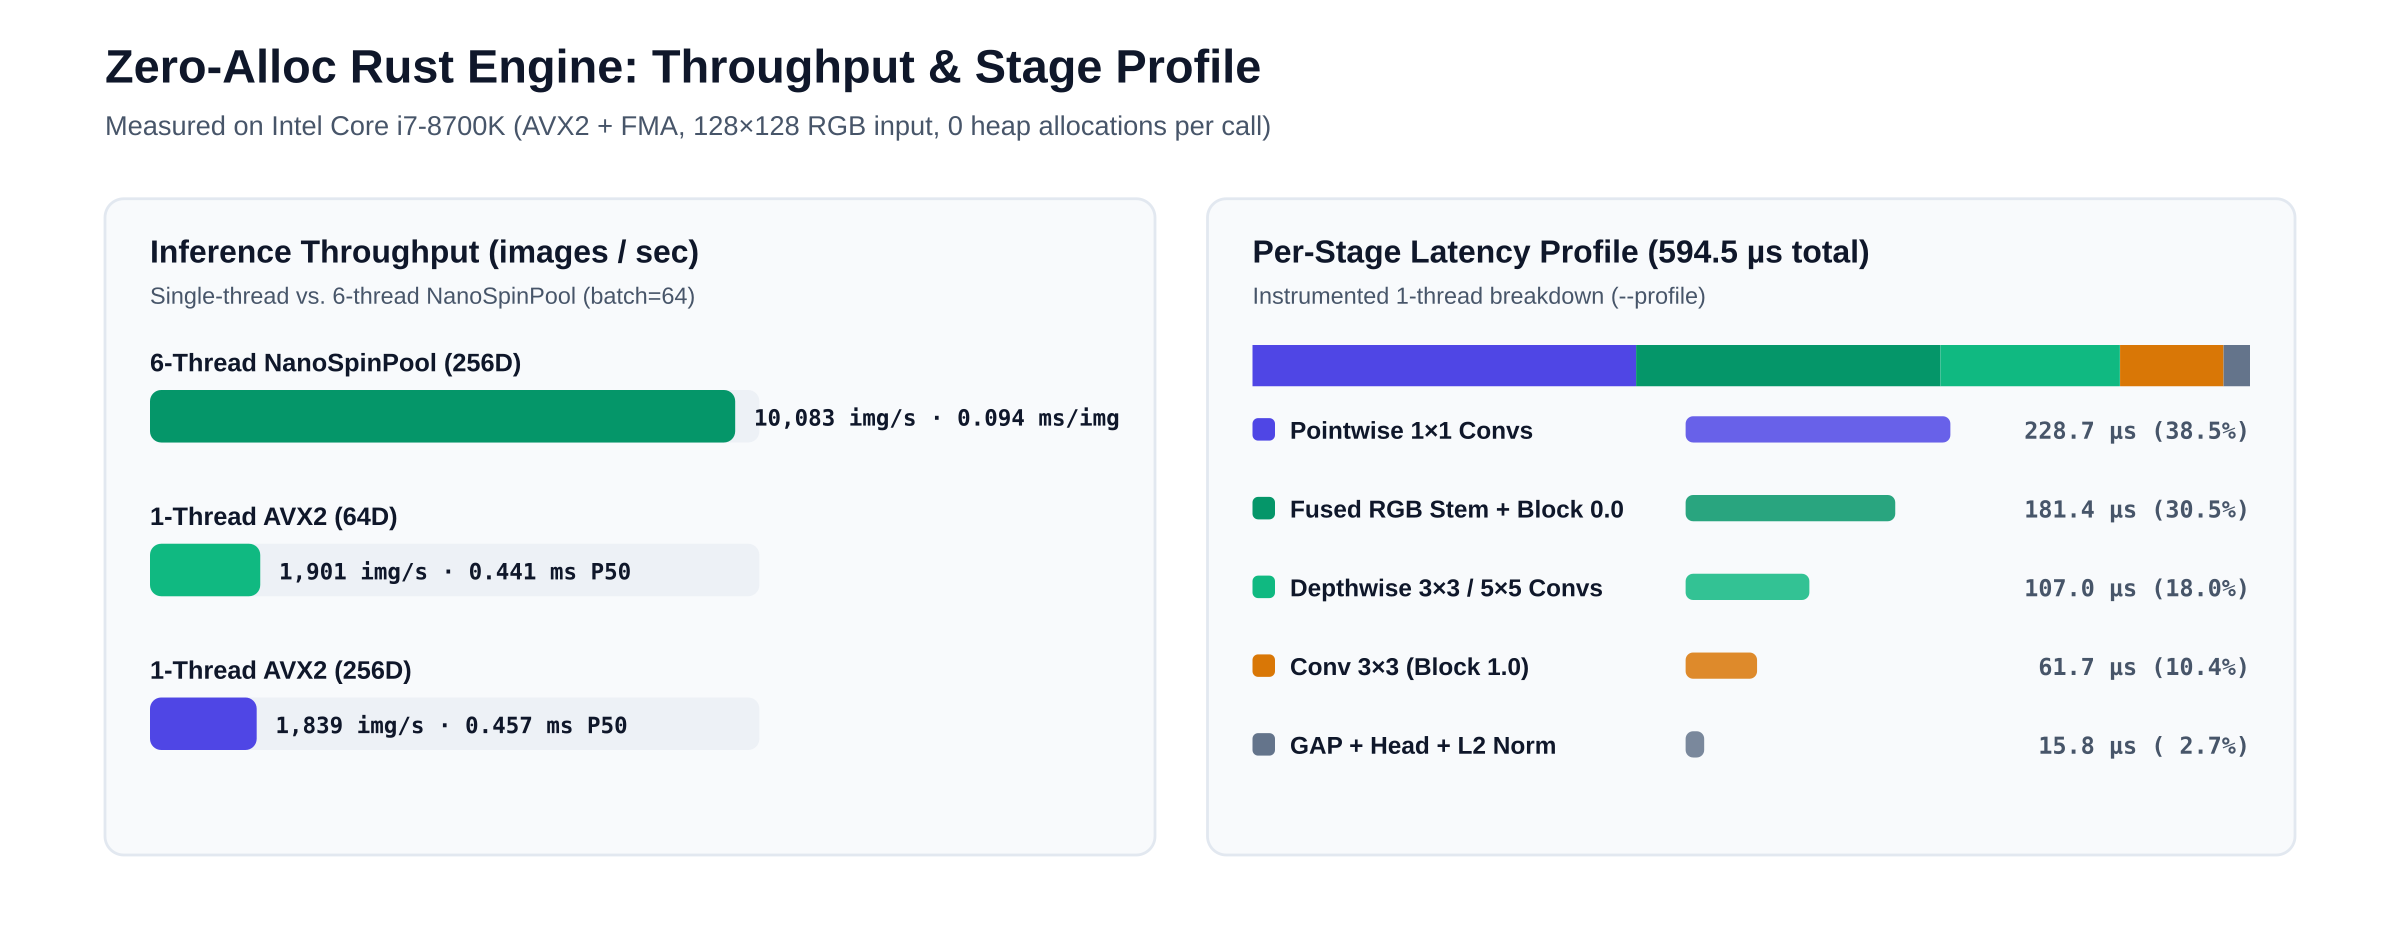 Zero-Alloc Rust Engine: Throughput & Stage Profile
Measured on Intel Core i7-8700K (AVX2 + FMA, 128×128 RGB input, 0 heap allocations per call)
Inference Throughput (images / sec)
Single-thread vs. 6-thread NanoSpinPool (batch=64)
6-Thread NanoSpinPool (256D)
10,083 img/s · 0.094 ms/img
1-Thread AVX2 (64D)
1,901 img/s · 0.441 ms P50
1-Thread AVX2 (256D)
1,839 img/s · 0.457 ms P50
Per-Stage Latency Profile (594.5 µs total)
Instrumented 1-thread breakdown (--profile)
Pointwise 1×1 Convs 228.7 µs (38.5%)
Fused RGB Stem + Block 0.0 181.4 µs (30.5%)
Depthwise 3×3 / 5×5 Convs 107.0 µs (18.0%)
Conv 3×3 (Block 1.0) 61.7 µs (10.4%)
GAP + Head + L2 Norm 15.8 µs ( 2.7%)